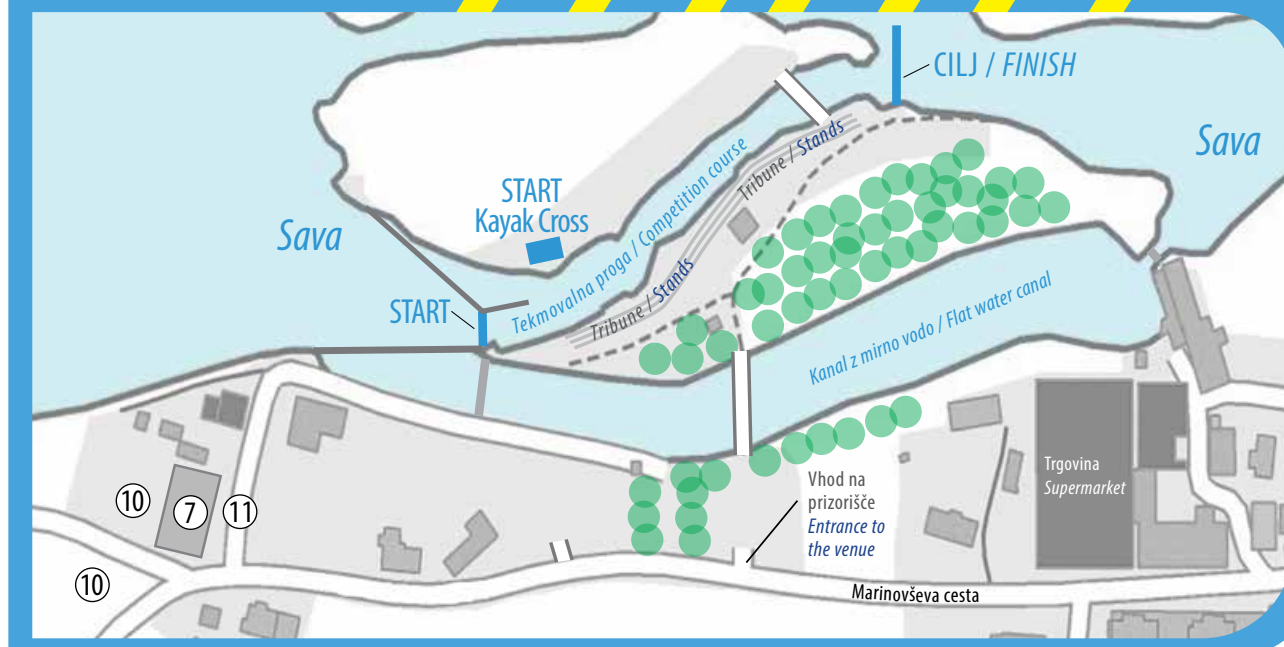 CILJ / FINISH
Sava
Tribune / Stands
START
Kayak Cross
Tekmovalna proga / Competition course
Sava
START
Tribune / Stands
Kanal z mirno vodo / Flat water canal
Trgovina
Supermarket
Vhod na
prizorišče
Entrance to
the venue
10
7
11
10
Marinovševa cesta